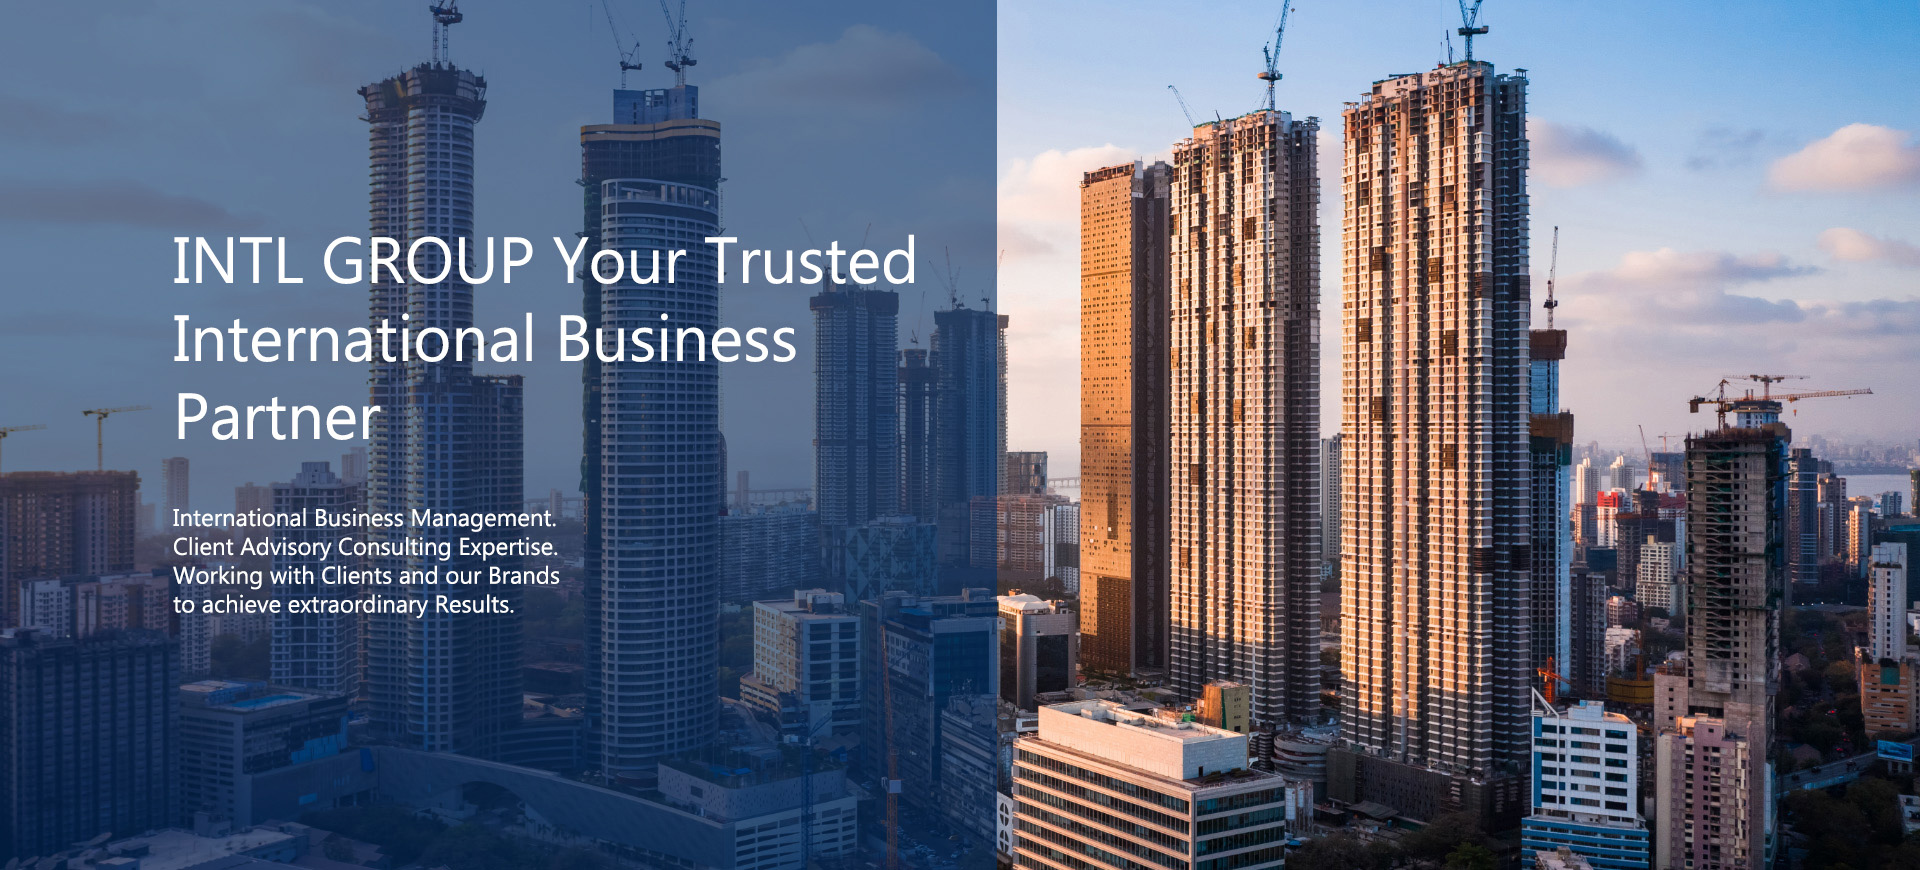 INTL GROUP Your Trusted
International Business
Partner
International Business Management.
Client Advisory Consulting Expertise.
Working with Clients and our Brands
to achieve extraordinary Results.